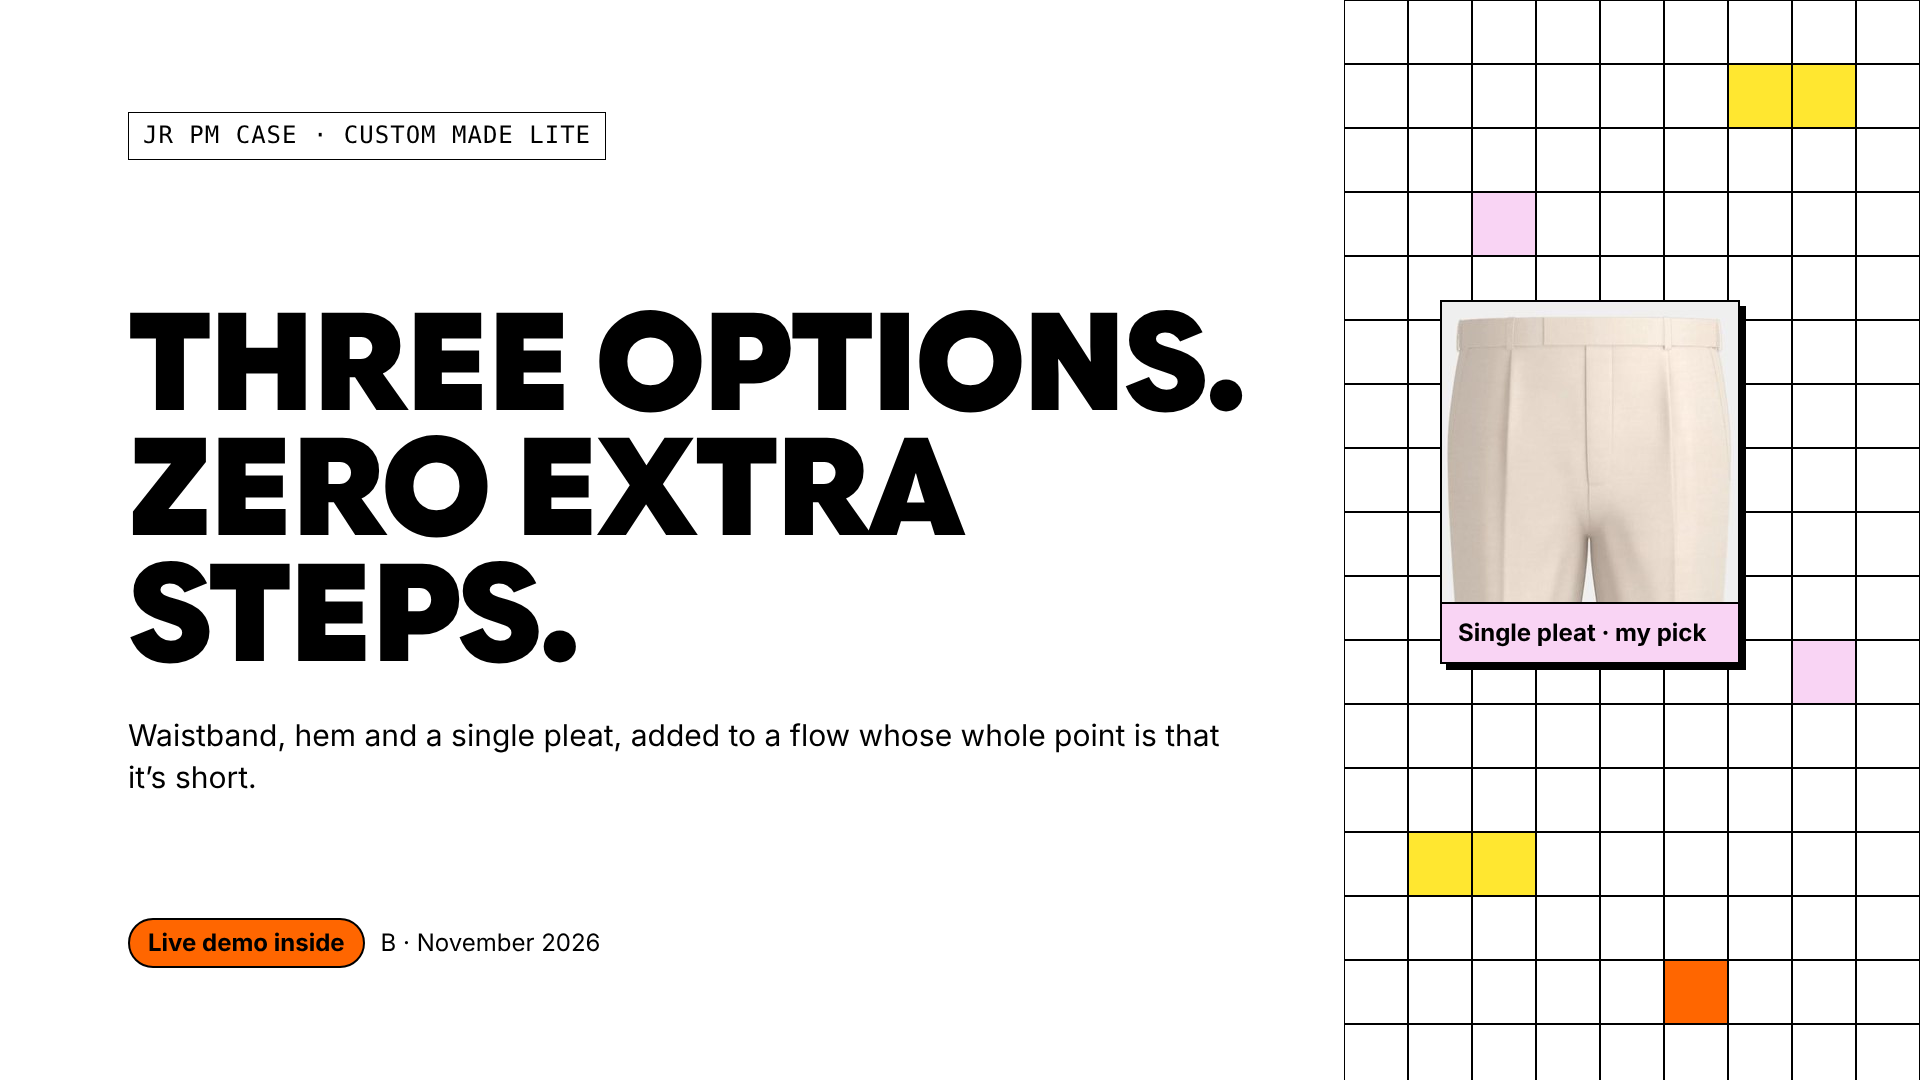 JR PM CASE · CUSTOM MADE LITE
THREE OPTIONS.
ZERO EXTRA
STEPS.
Waistband, hem and a single pleat, added to a flow whose whole point is that
it’s short.
Single pleat · my pick
Live demo inside
B · November 2026